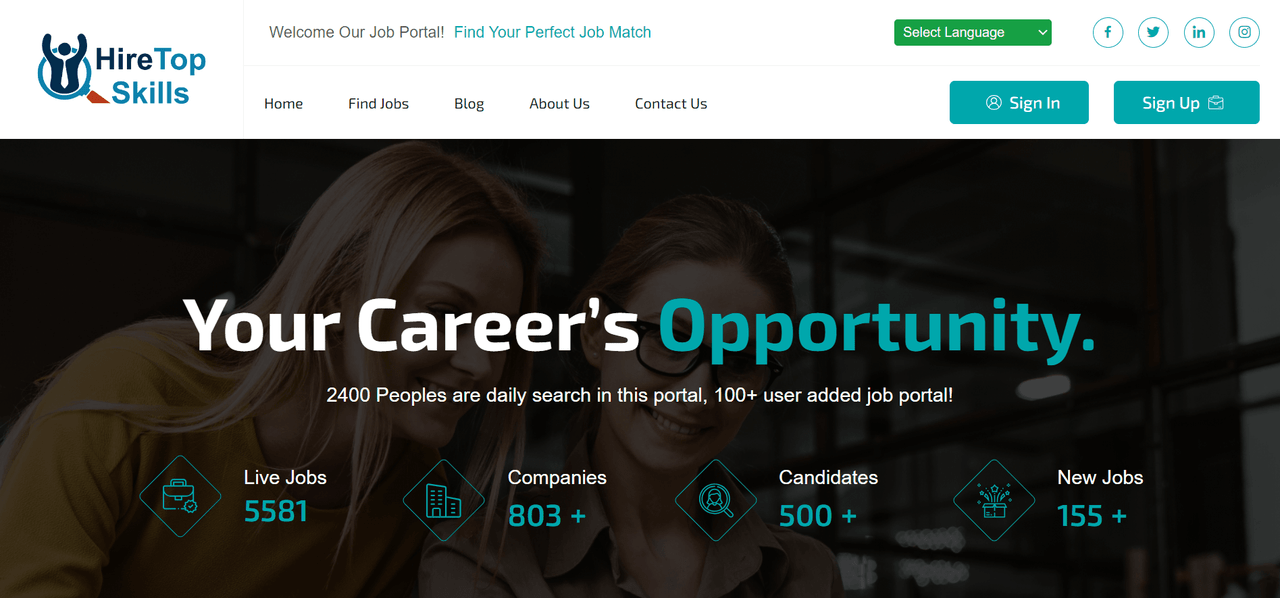 HireTop
Skills
Welcome Our Job Portal! Find Your Perfect Job Match
Select Language
Home Find Jobs Blog About Us Contact Us
Sign In
Sign Up
Your Career’s Opportunity.
2400 Peoples are daily search in this portal, 100+ user added job portal!
Live Jobs
5581
Companies
803 +
Candidates
500 +
New Jobs
155 +